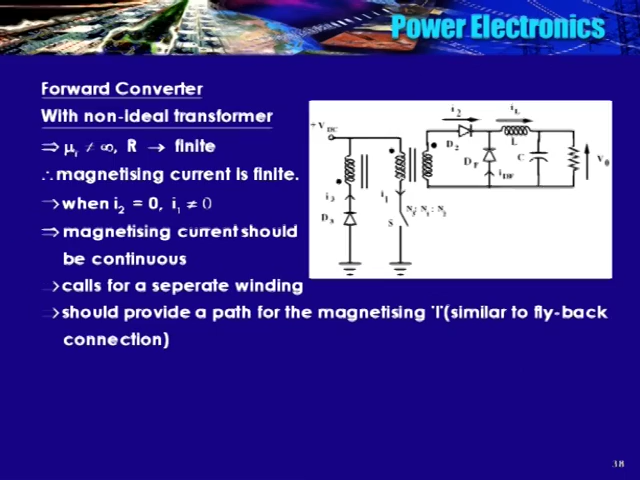 Power Electronics
Forward Converter
With non-ideal transformer
⇒ μr ≠ ∞, R → finite
∴ magnetising current is finite.
→ when i2 = 0, i1 ≠ 0
⇒ magnetising current should
be continuous
→ calls for a seperate winding
→ should provide a path for the magnetising 'I'(similar to fly-back
connection)
+ VDC
i2
iL
D2
DF
L
C
V0
iDF
i3
i1
D3
S
N3: N1 : N2
38